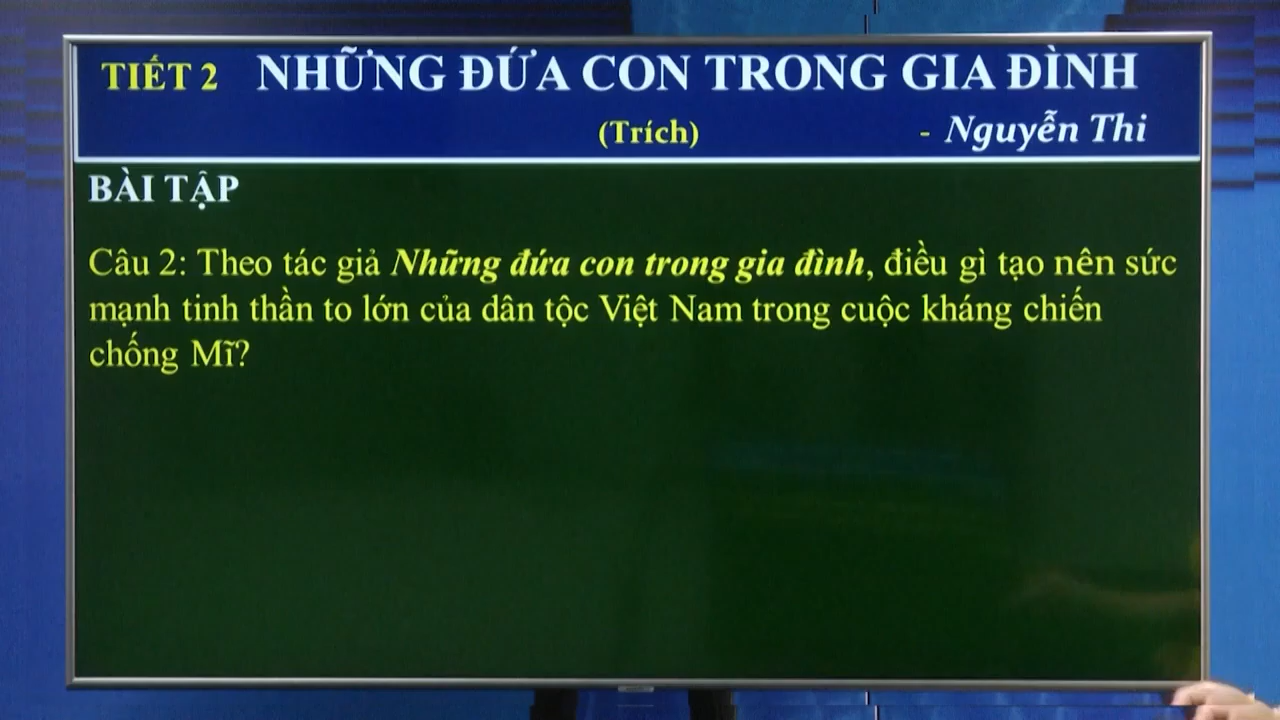 TIẾT 2 NHỮNG ĐỨA CON TRONG GIA ĐÌNH
(Trích) - Nguyễn Thi
BÀI TẬP
Câu 2: Theo tác giả Những đứa con trong gia đình, điều gì tạo nên sức
mạnh tinh thần to lớn của dân tộc Việt Nam trong cuộc kháng chiến
chống Mĩ?